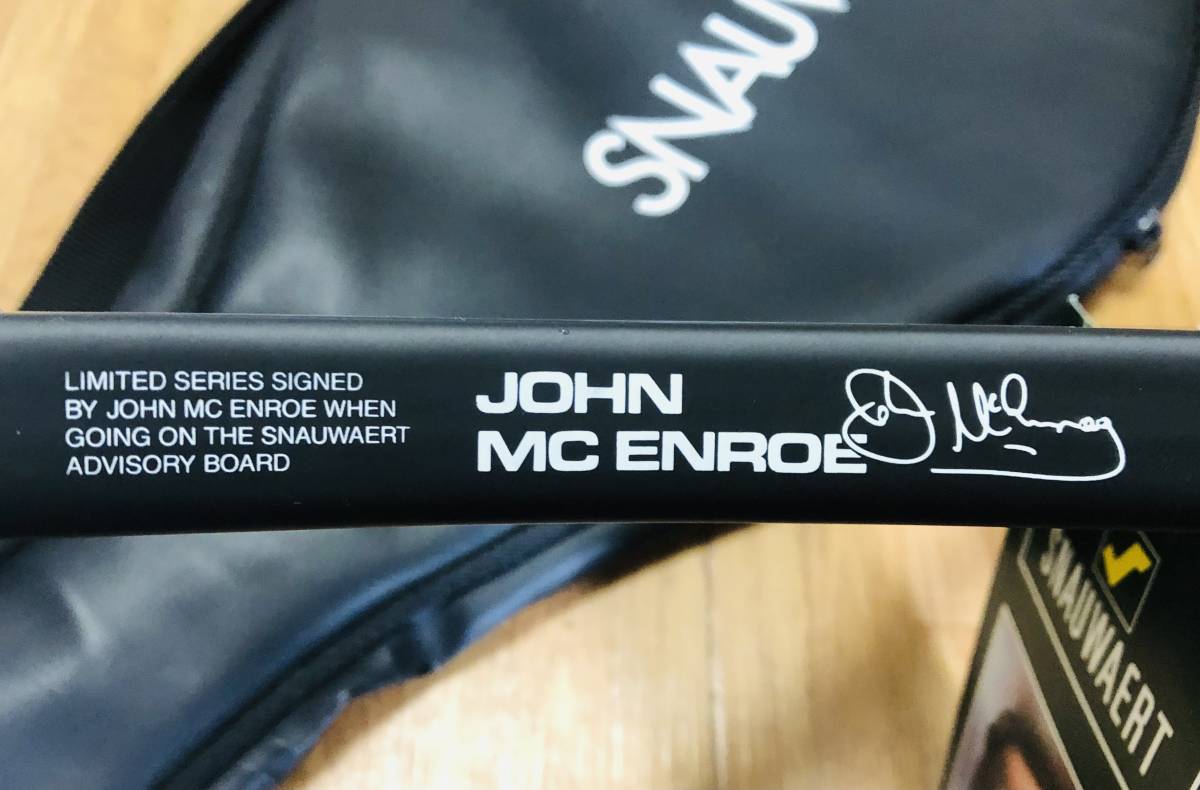 SNAUW
LIMITED SERIES SIGNED
BY JOHN MC ENROE WHEN
GOING ON THE SNAUWAERT
ADVISORY BOARD
JOHN
MC ENROE
J McEnroe
SNAUWAERT